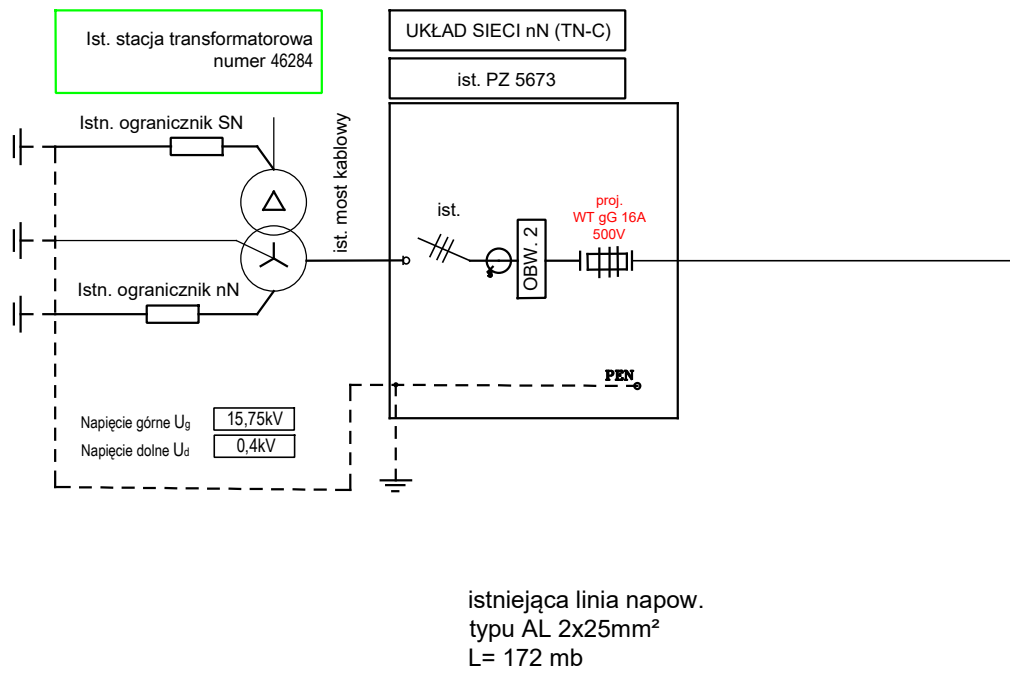 Ist. stacja transformatorowa
numer 46284
UKŁAD SIECI nN (TN-C)
ist. PZ 5673
Istn. ogranicznik SN
ist. most kablowy
ist.
OBW. 2
proj.
WT gG 16A
500V
Istn. ogranicznik nN
PEN
Napięcie górne Ug
15,75kV
Napięcie dolne Ud
0,4kV
istniejąca linia napow.
typu AL 2x25mm²
L= 172 mb